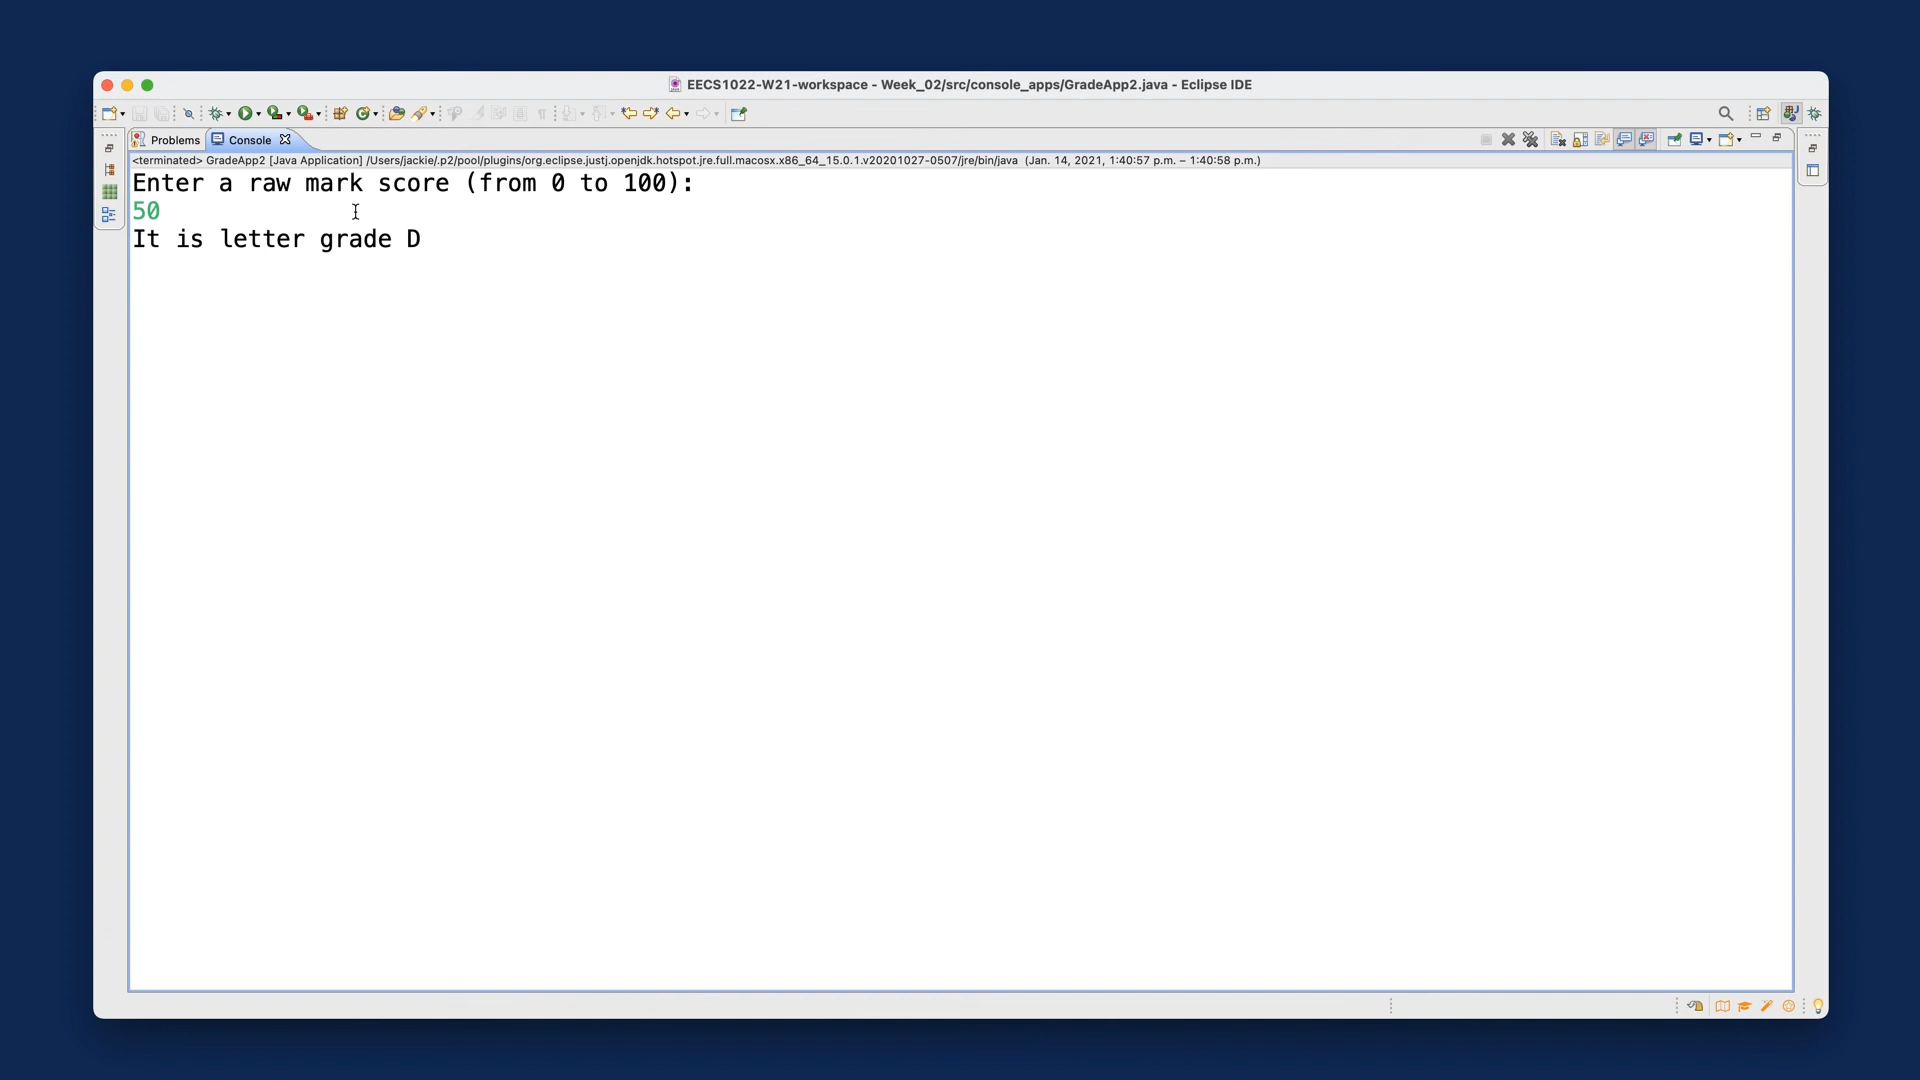 EECS1022-W21-workspace - Week_02/src/console_apps/GradeApp2.java - Eclipse IDE
Problems
Console
<terminated> GradeApp2 [Java Application] /Users/jackie/.p2/pool/plugins/org.eclipse.justj.openjdk.hotspot.jre.full.macosx.x86_64_15.0.1.v20201027-0507/jre/bin/java (Jan. 14, 2021, 1:40:57 p.m. – 1:40:58 p.m.)
Enter a raw mark score (from 0 to 100):
50
It is letter grade D